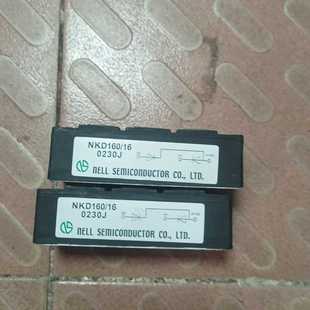 NKD160/16
0230J
NELL SEMICONDUCTOR CO., LTD.
NKD160/16
0230J
NELL SEMICONDUCTOR CO., LTD.